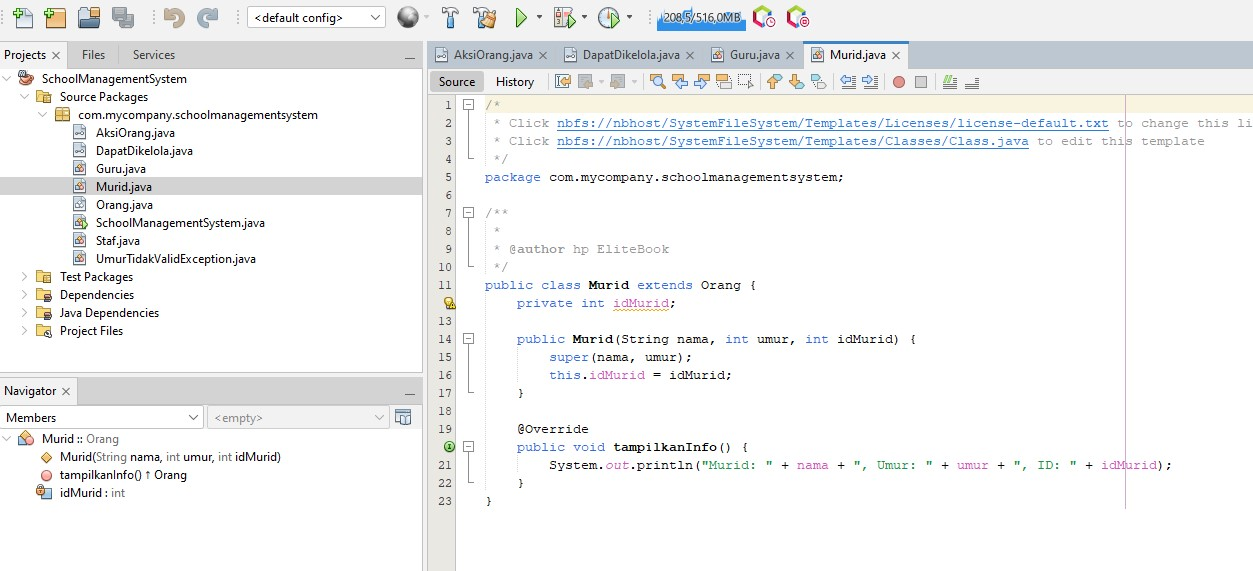 <default config>
208,5/516,0MB
Projects
Files
Services
SchoolManagementSystem
Source Packages
com.mycompany.schoolmanagementsystem
AksiOrang.java
DapatDikelola.java
Guru.java
Murid.java
Orang.java
SchoolManagementSystem.java
Staf.java
UmurTidakValidException.java
Test Packages
Dependencies
Java Dependencies
Project Files
Navigator
Members
<empty>
Murid :: Orang
Murid(String nama, int umur, int idMurid)
tampilkanInfo() ↑ Orang
idMurid : int
AksiOrang.java
DapatDikelola.java
Guru.java
Murid.java
Source
History
1 /*
2 * Click nbfs://nbhost/SystemFileSystem/Templates/Licenses/license-default.txt to change this li
3 * Click nbfs://nbhost/SystemFileSystem/Templates/Classes/Class.java to edit this template
4 */
5 package com.mycompany.schoolmanagementsystem;
6
7 /**
8 *
9 * @author hp EliteBook
10 */
11 public class Murid extends Orang {
private int idMurid;
13
14 public Murid(String nama, int umur, int idMurid) {
15 super(nama, umur);
16 this.idMurid = idMurid;
17 }
18
19 @Override
public void tampilkanInfo() {
21 System.out.println("Murid: " + nama + ", Umur: " + umur + ", ID: " + idMurid);
22 }
23 }